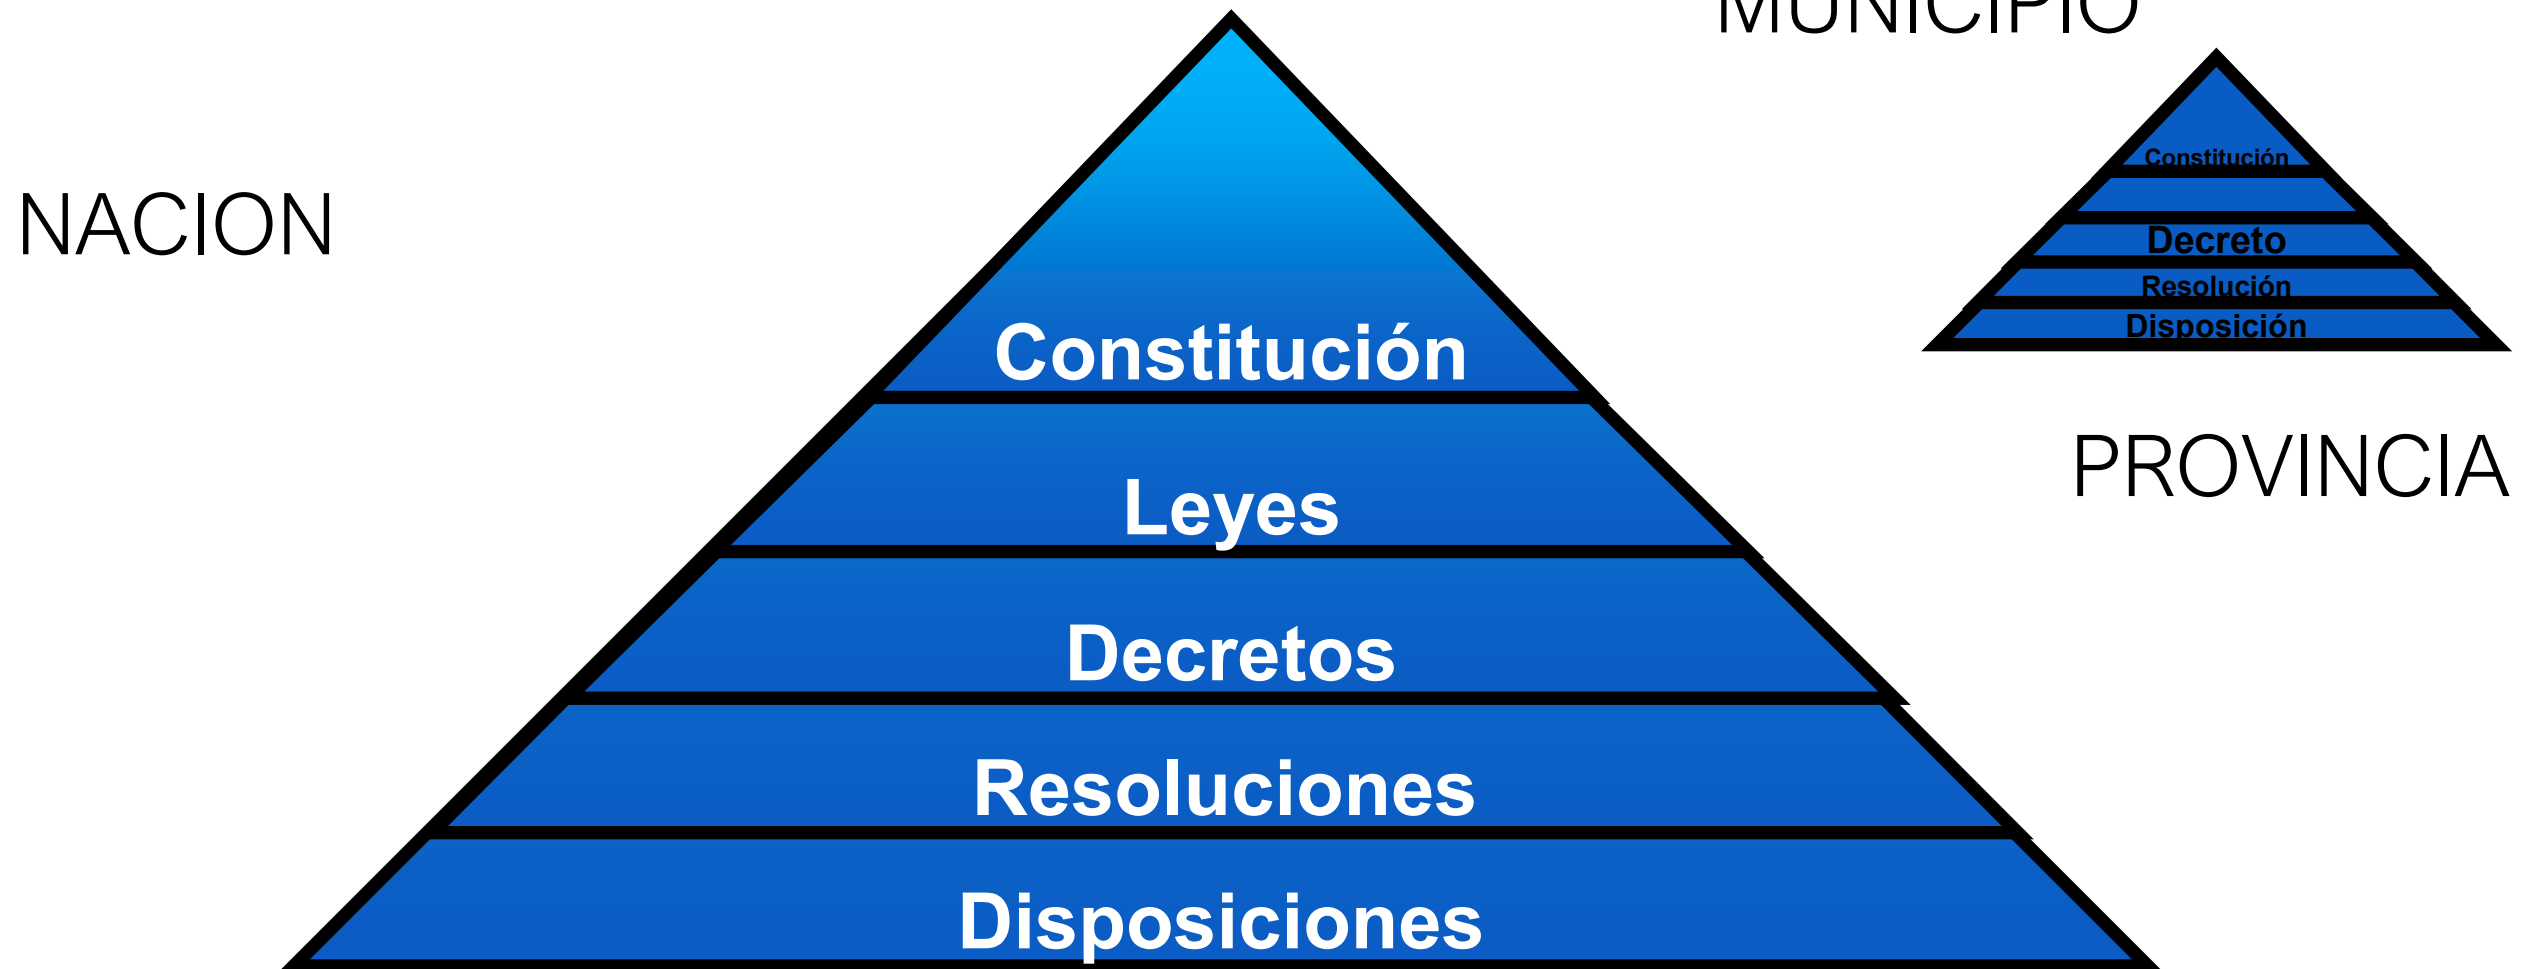 MUNICIPIO
NACION
Constitución
Decreto
Resolución
Disposición
PROVINCIA
Constitución
Leyes
Decretos
Resoluciones
Disposiciones